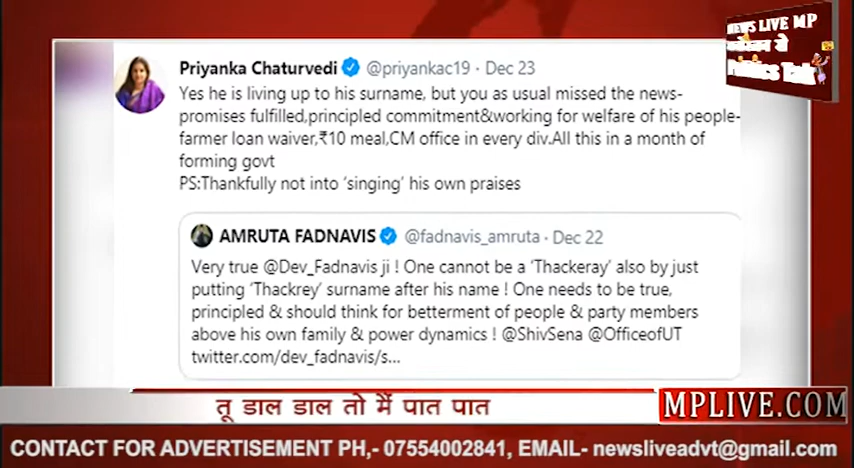 NEWS LIVE MP
Priyanka Chaturvedi @priyankac19 · Dec 23
Yes he is living up to his surname, but you as usual missed the news-
promises fulfilled,principled commitment&working for welfare of his people-
farmer loan waiver,₹10 meal,CM office in every div.All this in a month of
forming govt
PS:Thankfully not into ‘singing’ his own praises
AMRUTA FADNAVIS @fadnavis_amruta · Dec 22
Very true @Dev_Fadnavis ji ! One cannot be a ‘Thackeray’ also by just
putting ‘Thackrey’ surname after his name ! One needs to be true,
principled & should think for betterment of people & party members
above his own family & power dynamics ! @ShivSena @OfficeofUT
twitter.com/dev_fadnavis/s...
तू डाल डाल तो मैं पात पात
MPLIVE.COM
CONTACT FOR ADVERTISEMENT PH,- 07554002841, EMAIL- newsliveadvt@gmail.com